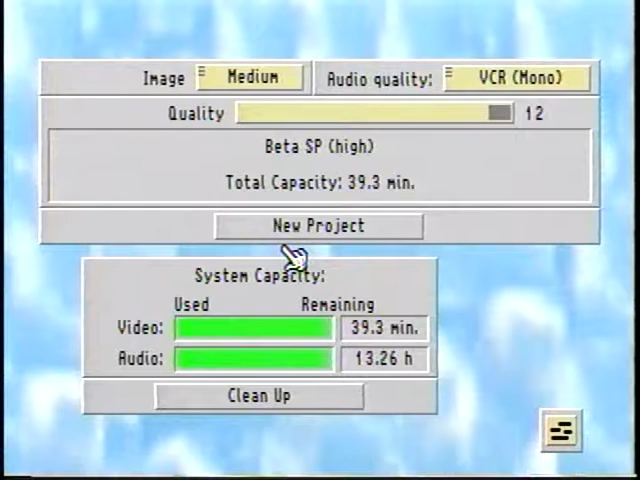 Image Medium Audio quality: VCR (Mono)
Quality 12
Beta SP (high)
Total Capacity: 39.3 min.
New Project
System Capacity:
Used Remaining
Video: 39.3 min.
Audio: 13.26 h
Clean Up